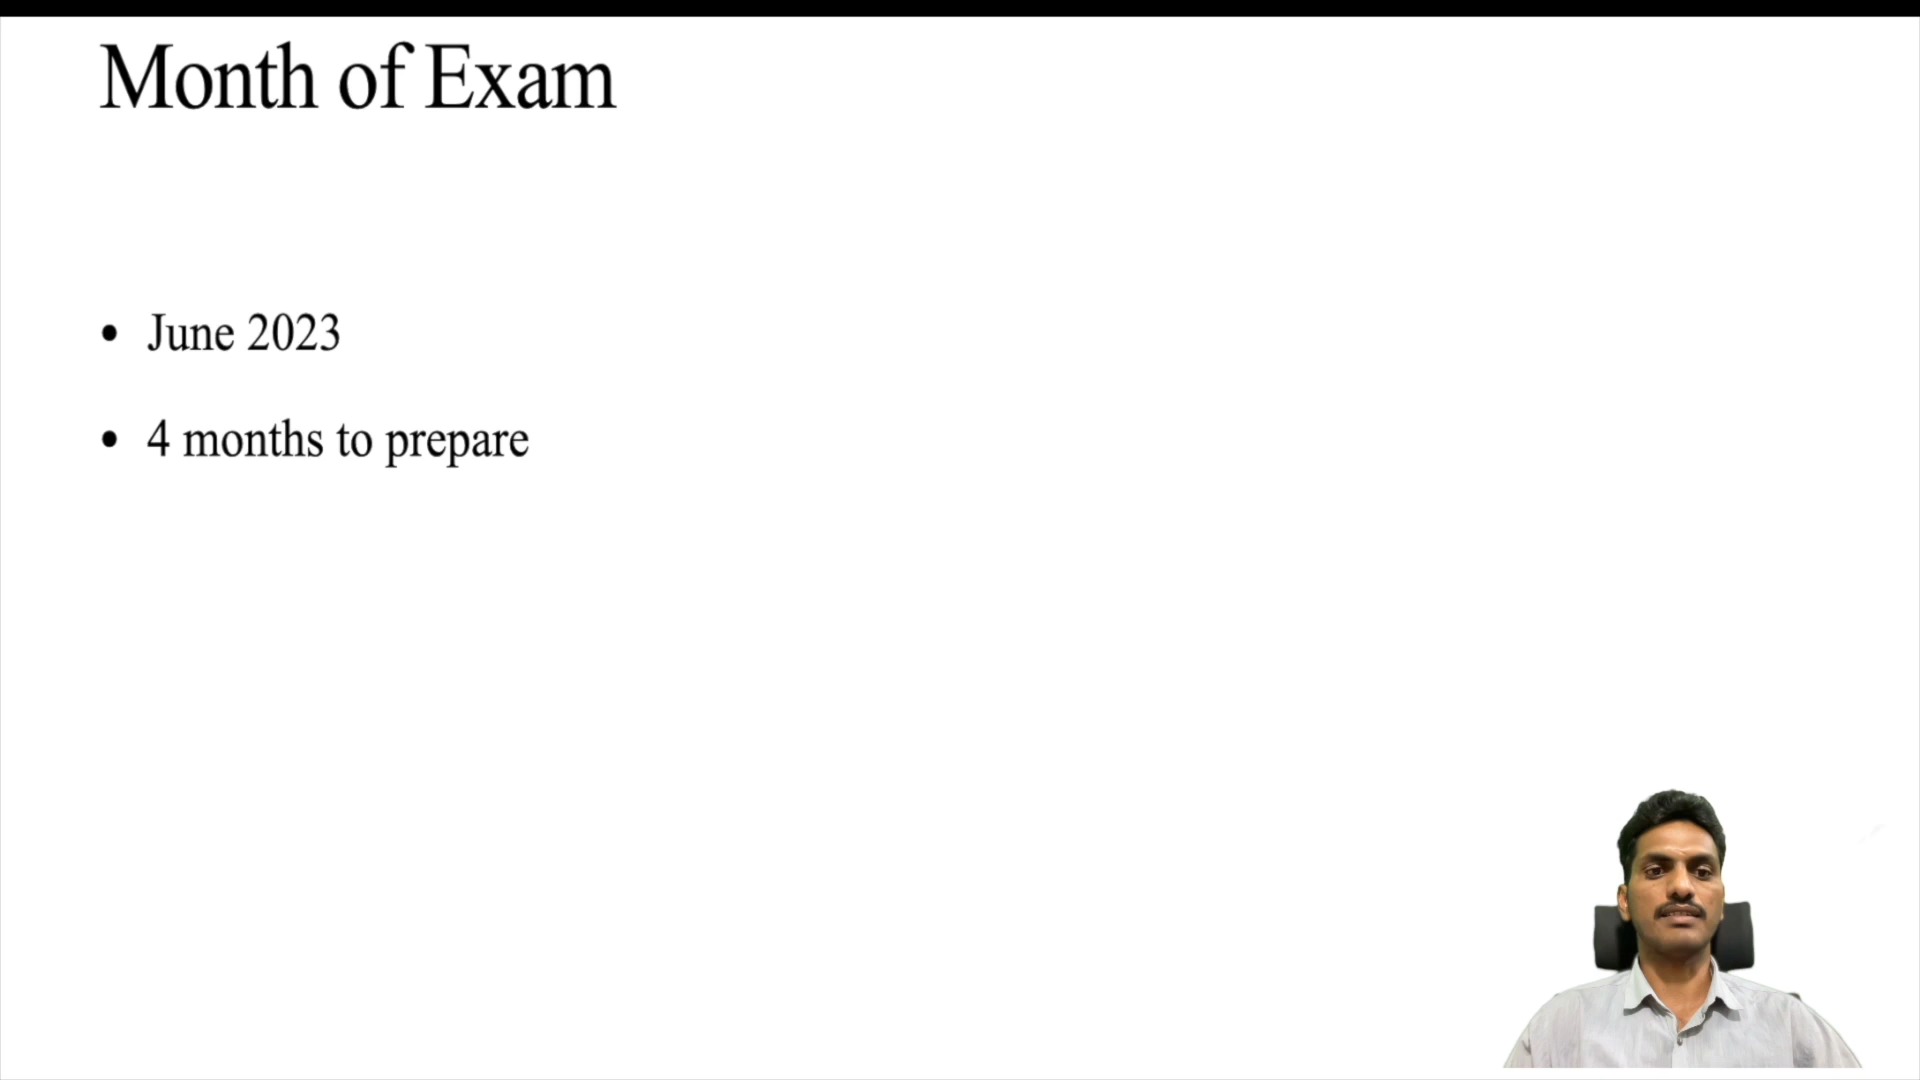 Month of Exam
• June 2023
• 4 months to prepare